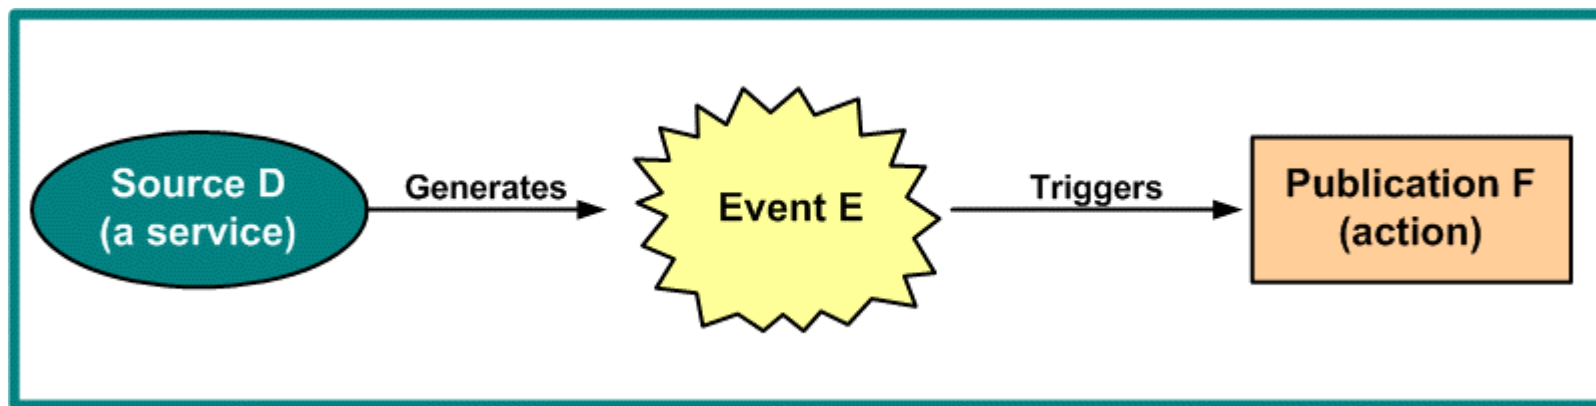 Source D
(a service)
Generates
Event E
Triggers
Publication F
(action)